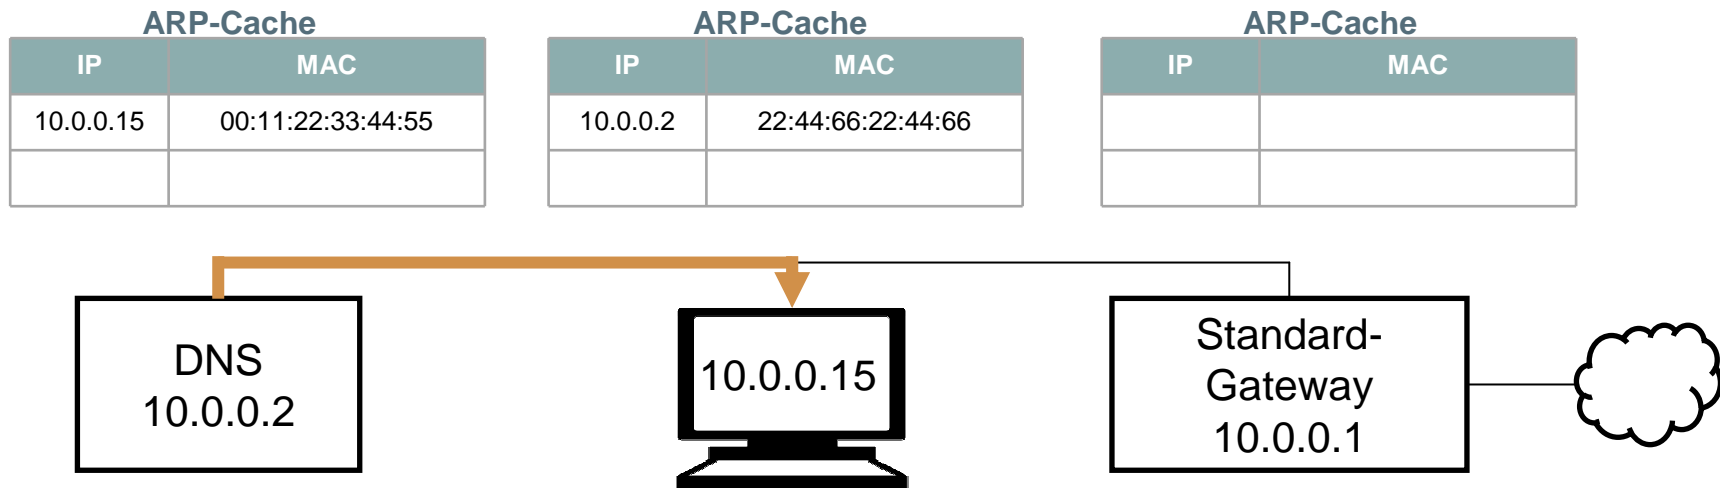 ARP-Cache
IP MAC
10.0.0.15 00:11:22:33:44:55
ARP-Cache
IP MAC
10.0.0.2 22:44:66:22:44:66
ARP-Cache
IP MAC
DNS
10.0.0.2
10.0.0.15
Standard-
Gateway
10.0.0.1